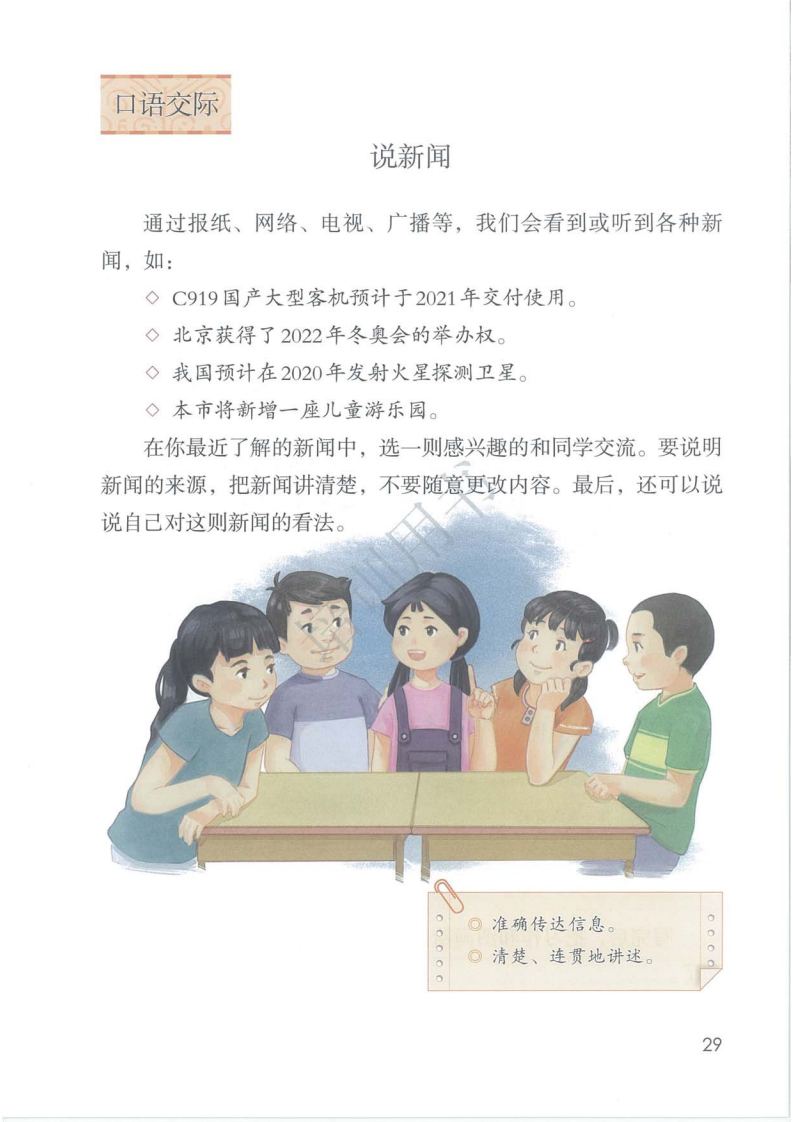 口语交际
说新闻
通过报纸、网络、电视、广播等，我们会看到或听到各种新
闻，如：
◇ C919国产大型客机预计于2021年交付使用。
◇ 北京获得了2022年冬奥会的举办权。
◇ 我国预计在2020年发射火星探测卫星。
◇ 本市将新增一座儿童游乐园。
在你最近了解的新闻中，选一则感兴趣的和同学交流。要说明
新闻的来源，把新闻讲清楚，不要随意更改内容。最后，还可以说
说自己对这则新闻的看法。
◎ 准确传达信息。
◎ 清楚、连贯地讲述。
29